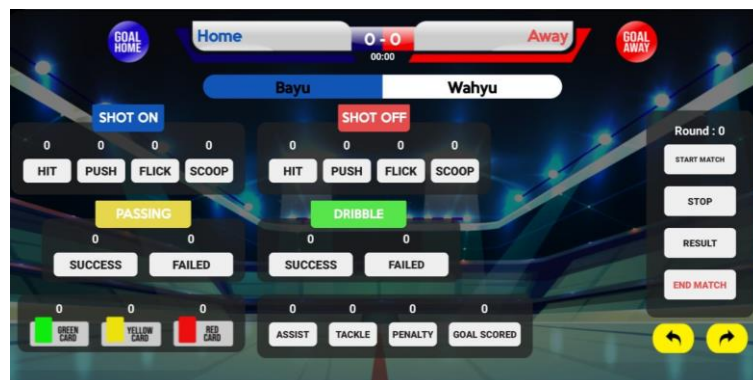 GOAL HOME
Home
0 - 0
00:00
Away
GOAL AWAY
Bayu
Wahyu
SHOT ON
0 0 0 0
HIT PUSH FLICK SCOOP
SHOT OFF
0 0 0 0
HIT PUSH FLICK SCOOP
PASSING
0 0
SUCCESS FAILED
DRIBBLE
0 0
SUCCESS FAILED
0 0 0
GREEN CARD YELLOW CARD RED CARD
0 0 0 0
ASSIST TACKLE PENALTY GOAL SCORED
Round : 0
START MATCH
STOP
RESULT
END MATCH